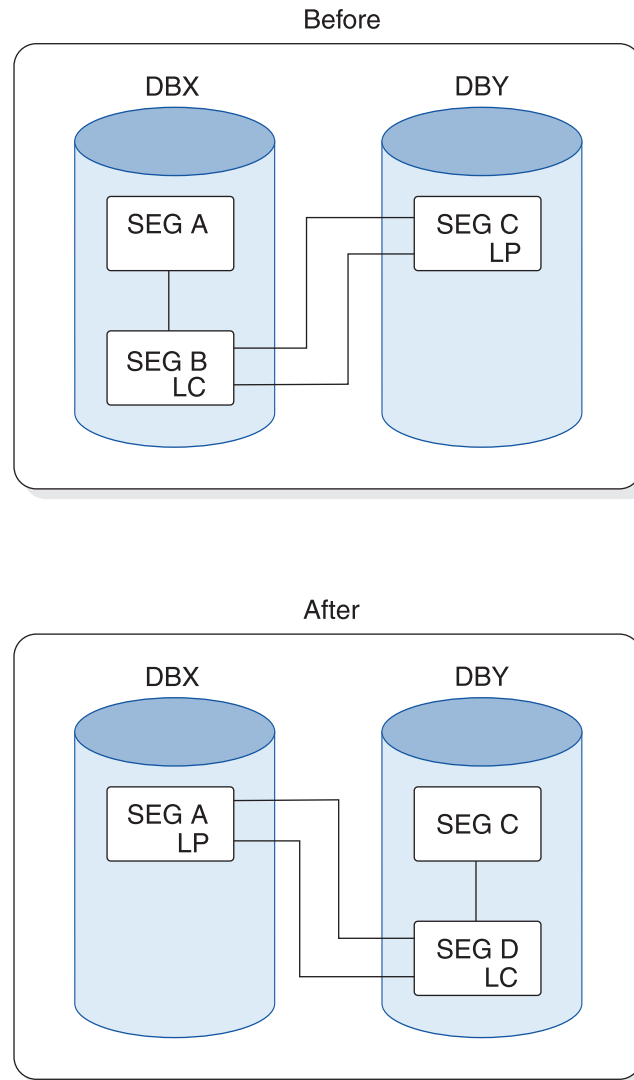 Before
DBX
DBY
SEG A
SEG C
LP
SEG B
LC
After
DBX
DBY
SEG A
LP
SEG C
SEG D
LC